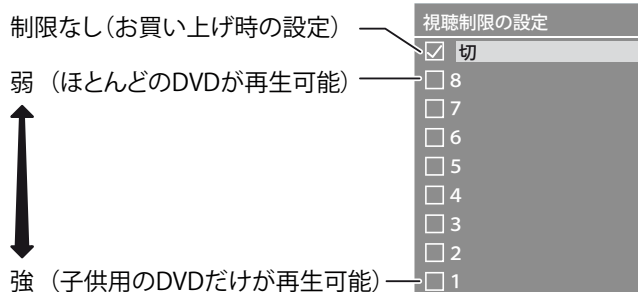 制限なし（お買い上げ時の設定）
弱 （ほとんどのDVDが再生可能）
強 （子供用のDVDだけが再生可能）
視聴制限の設定
切
8
7
6
5
4
3
2
1